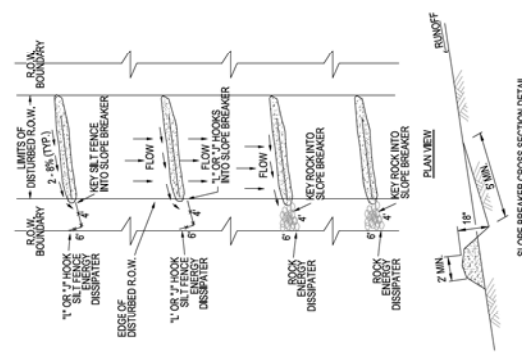 R.O.W.
BOUNDARY
LIMITS OF
DISTURBED R.O.W.
R.O.W.
BOUNDARY
2 - 8% (TYP.)
KEY SILT FENCE
INTO SLOPE BREAKER
"L" OR "J" HOOK
SILT FENCE
ENERGY
DISSIPATER
6'
4'
EDGE OF
DISTURBED R.O.W.
FLOW
FLOW
"L" OR "J" HOOKS
INTO SLOPE BREAKER
"L" OR "J" HOOK
SILT FENCE
ENERGY
DISSIPATER
6'
4'
FLOW
KEY ROCK INTO
SLOPE BREAKER
ROCK
ENERGY
DISSIPATER
6'
4'
KEY ROCK INTO
SLOPE BREAKER
ROCK
ENERGY
DISSIPATER
6'
4'
PLAN VIEW
RUNOFF
2' MIN.
18"
5' MIN.
SLOPE BREAKER CROSS SECTION DETAIL